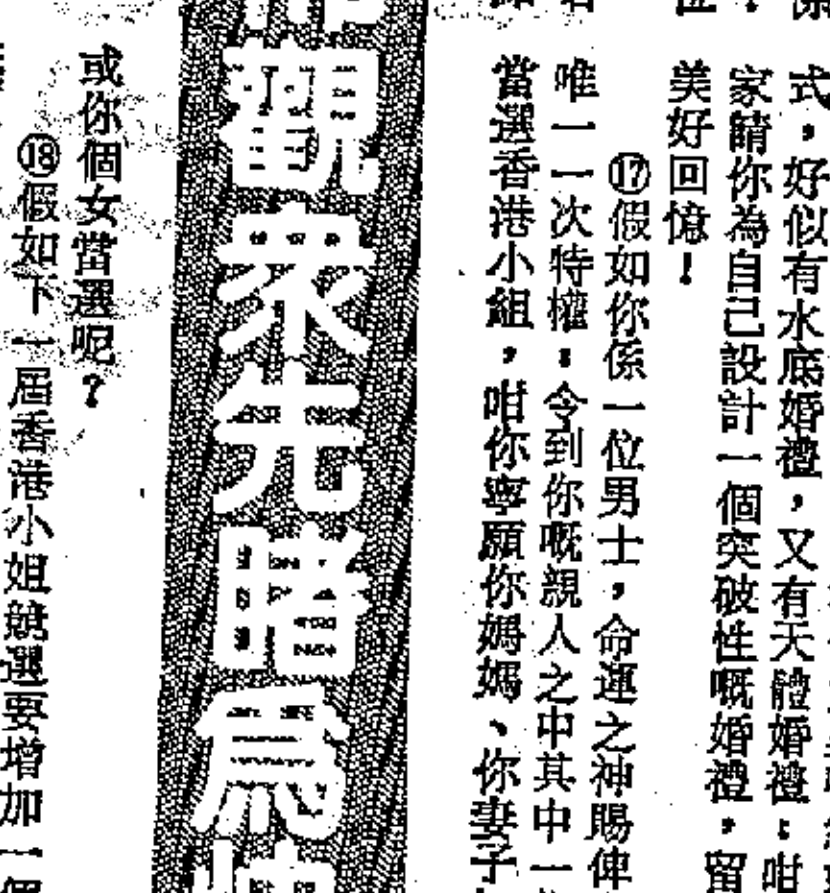 式，好似有水底婚禮，又有天體婚禮；咁
家請你為自己設計一個突破性嘅婚禮，留
美好回憶！
⑰假如你係一位男士，命運之神賜俾
唯一一次特權；令到你嘅親人之中其中一
當選香港小組，咁你寧願你媽媽、你妻子
觀衆先睹為快
或你個女當選呢？
⑱假如下一屆香港小姐競選要增加一個